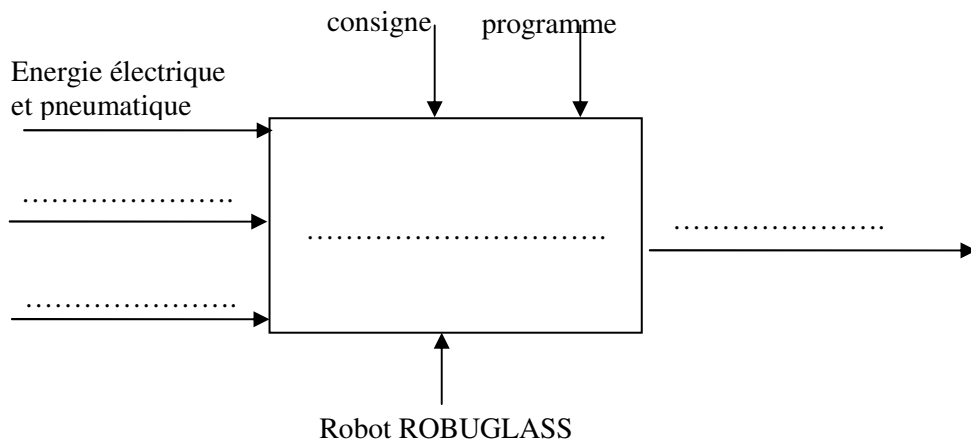 consigne programme
Energie électrique
et pneumatique
……………………
……………………
……………………………
…………………..
Robot ROBUGLASS